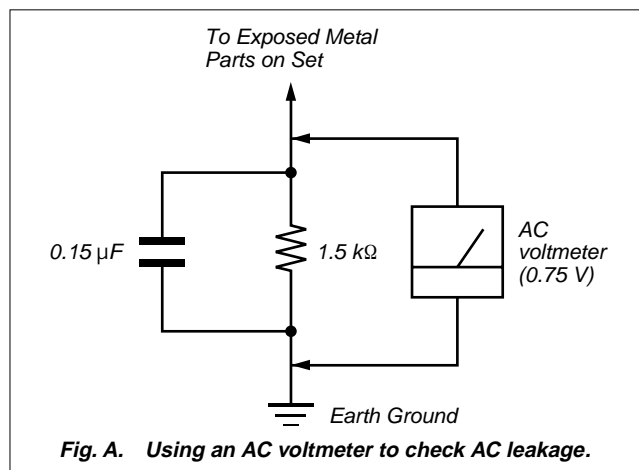 To Exposed Metal
Parts on Set
0.15 µF
1.5 kΩ
AC
voltmeter
(0.75 V)
Earth Ground
Fig. A. Using an AC voltmeter to check AC leakage.